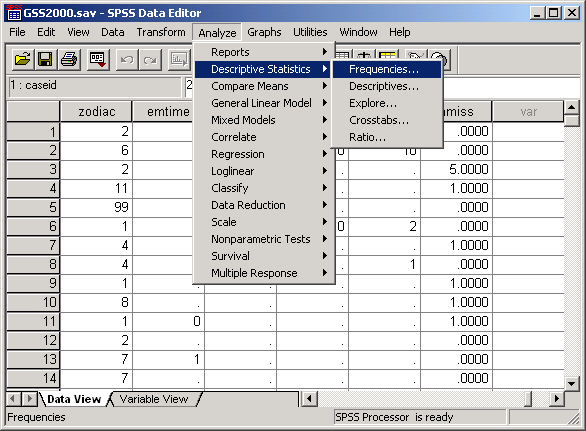 GSS2000.sav - SPSS Data Editor
File Edit View Data Transform Analyze Graphs Utilities Window Help
1 : caseid 2
Reports
Descriptive Statistics
Compare Means
General Linear Model
Mixed Models
Correlate
Regression
Loglinear
Classify
Data Reduction
Scale
Nonparametric Tests
Survival
Multiple Response
Frequencies...
Descriptives...
Explore...
Crosstabs...
Ratio...
zodiac emtime amiss var
1 2 .0000
2 6 0 10 .0000
3 2 . . 5.0000
4 11 . . 1.0000
5 99 . . .0000
6 1 0 2 .0000
7 4 . . 1.0000
8 4 . 1 .0000
9 1 . . 1.0000
10 8 . . . 1.0000
11 1 0 . . 1.0000
12 2 . . . .0000
13 7 1 . . .0000
14 7 . . . .0000
Data View Variable View
Frequencies SPSS Processor is ready